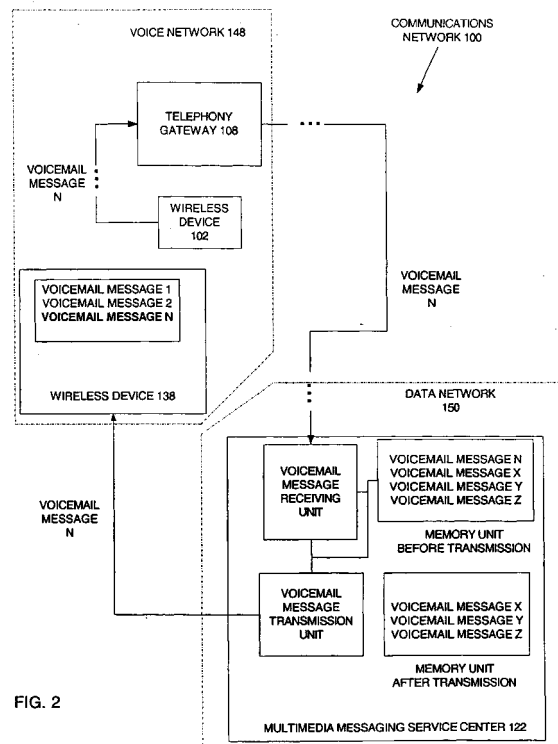 VOICE NETWORK 148
COMMUNICATIONS
NETWORK 100
TELEPHONY
GATEWAY 108
VOICEMAIL
MESSAGE
N
WIRELESS
DEVICE
102
VOICEMAIL MESSAGE 1
VOICEMAIL MESSAGE 2
VOICEMAIL MESSAGE N
WIRELESS DEVICE 138
VOICEMAIL
MESSAGE
N
DATA NETWORK
150
VOICEMAIL
MESSAGE
RECEIVING
UNIT
VOICEMAIL MESSAGE N
VOICEMAIL MESSAGE X
VOICEMAIL MESSAGE Y
VOICEMAIL MESSAGE Z
MEMORY UNIT
BEFORE TRANSMISSION
VOICEMAIL
MESSAGE
N
VOICEMAIL
MESSAGE
TRANSMISSION
UNIT
VOICEMAIL MESSAGE X
VOICEMAIL MESSAGE Y
VOICEMAIL MESSAGE Z
MEMORY UNIT
AFTER TRANSMISSION
FIG. 2
MULTIMEDIA MESSAGING SERVICE CENTER 122